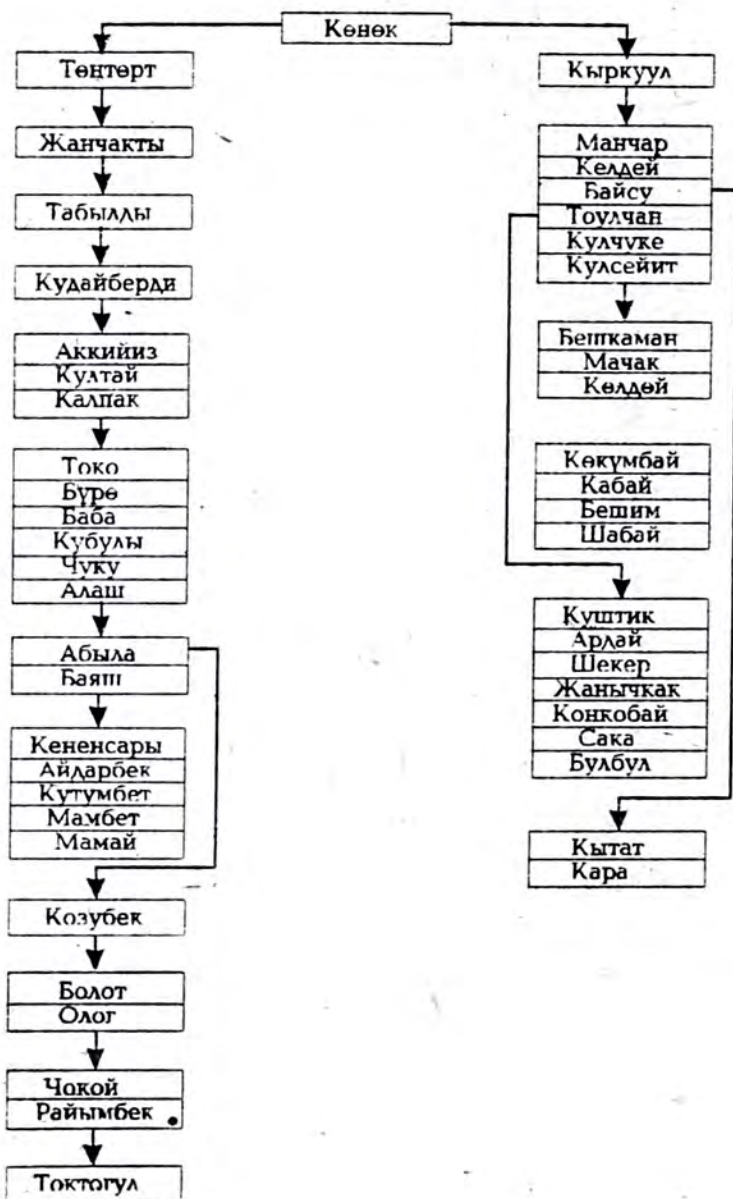 Көнөк
Төңтөрт
Жанчакты
Табылды
Кудайберди
Аккийиз
Култай
Калпак
Токо
Бүрө
Баба
Кубулы
Чуку
Алаш
Абыла
Баяш
Кененсары
Айдарбек
Кутумбет
Мамбет
Мамай
Козубек
Болот
Олог
Чокой
Райымбек
Токтогул
Кыркуул
Манчар
Келдей
Байсу
Тоулчан
Кулчуке
Кулсейит
Бешкаман
Мачак
Көлдөй
Көкүмбай
Кабай
Бешим
Шабай
Куштик
Ардай
Шекер
Жанычкак
Конкобай
Сака
Булбул
Кытат
Кара